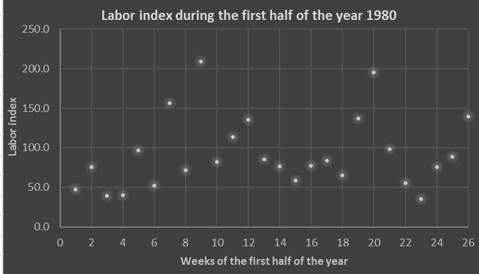 Labor index during the first half of the year 1980
250.0
200.0
150.0
100.0
50.0
0.0
Labor index
0 2 4 6 8 10 12 14 16 18 20 22 24 26
Weeks of the first half of the year